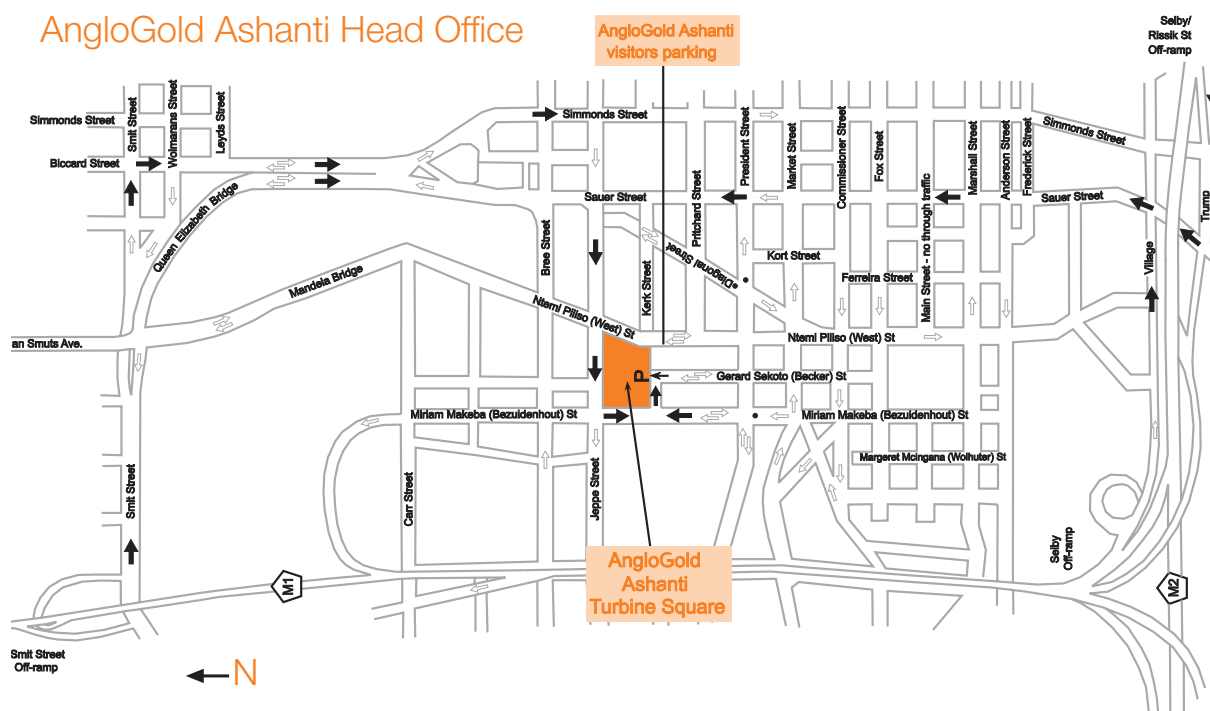 AngloGold Ashanti Head Office
AngloGold Ashanti
visitors parking
Selby/
Rissik St
Off-ramp
Simmonds Street
Smit Street
Wolmarans Street
Leyds Street
Biccard Street
Queen Elizabeth Bridge
Mandela Bridge
an Smuts Ave.
Simmonds Street
Sauer Street
Bree Street
Kerk Street
Pritchard Street
Diagonal Street
President Street
Market Street
Commissioner Street
Fox Street
Main Street - no through traffic
Marshall Street
Anderson Street
Frederick Street
Simmonds Street
Sauer Street
Village
Trump
Kort Street
Ferreira Street
Ntemi Piliso (West) St
Ntemi Piliso (West) St
P
Gerard Sekoto (Becker) St
Miriam Makeba (Bezuidenhout) St
Miriam Makeba (Bezuidenhout) St
Margeret Mcingana (Wolhuter) St
Smit Street
Carr Street
Jeppe Street
Selby
Off-ramp
AngloGold
Ashanti
Turbine Square
M1
M2
Smit Street
Off-ramp
N